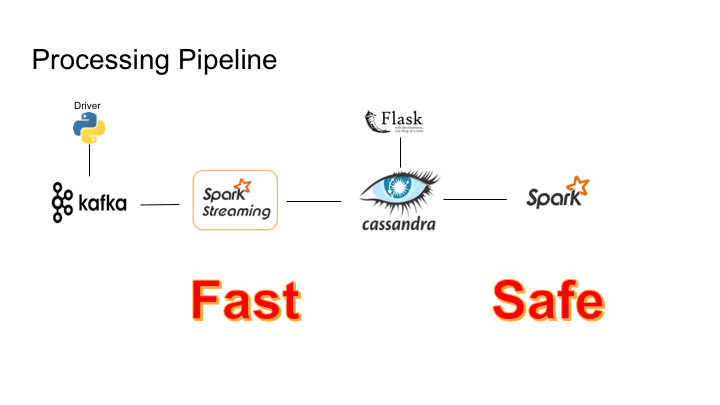 Processing Pipeline
Driver
Flask
web development,
one drop at a time
kafka
Spark
Streaming
cassandra
Spark
Fast
Safe